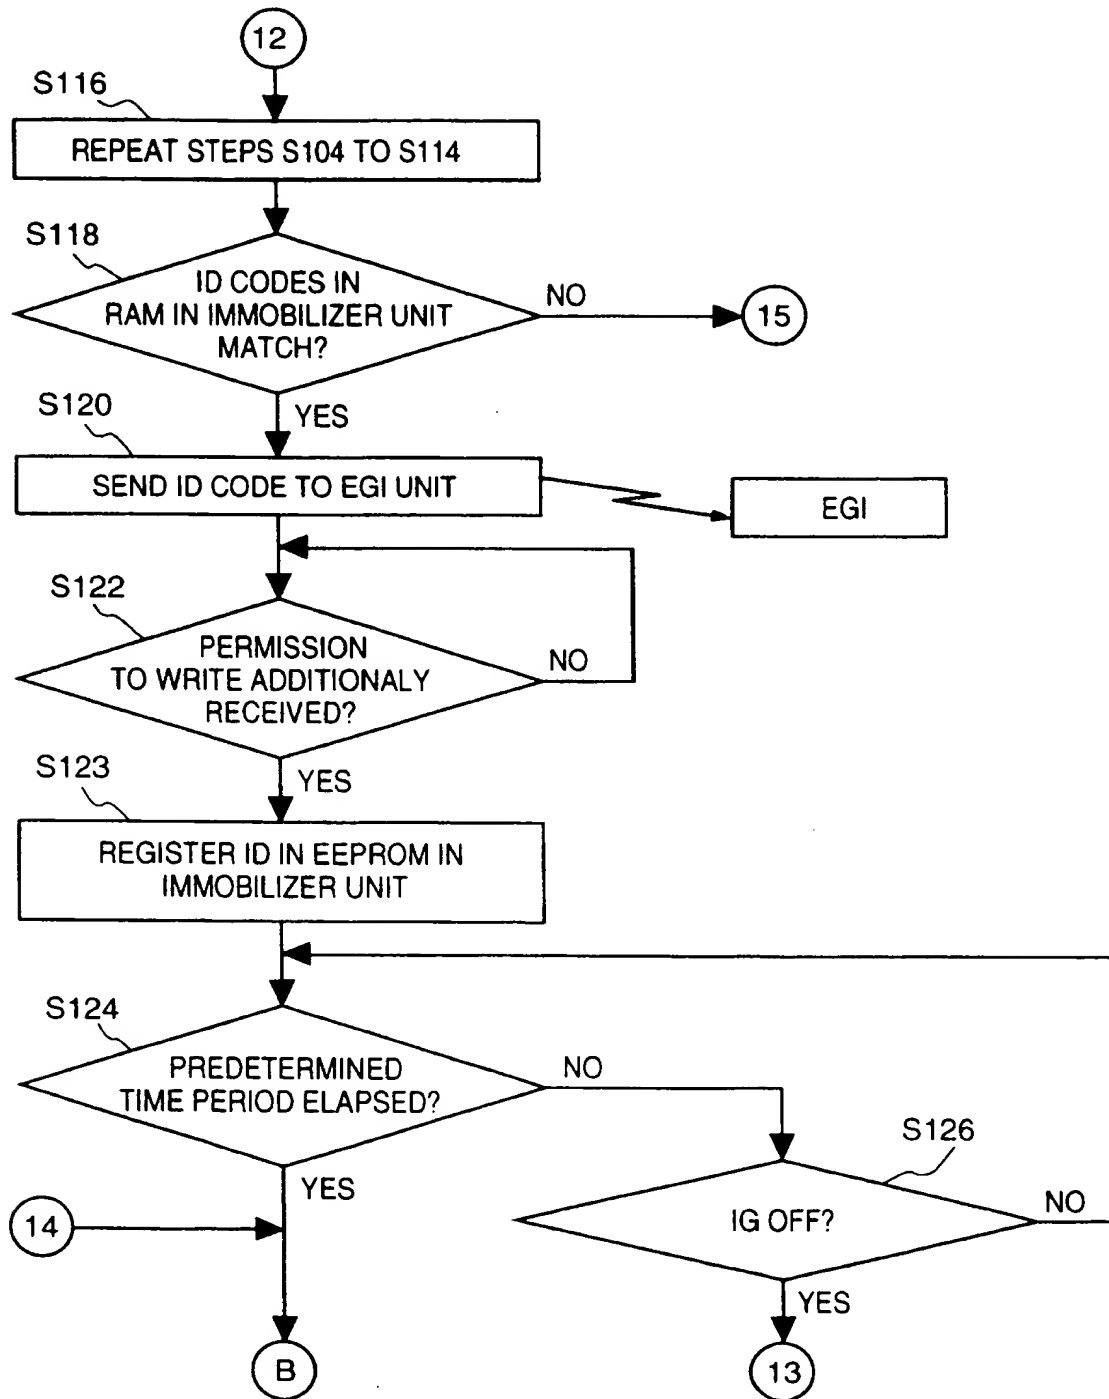 12
S116
REPEAT STEPS S104 TO S114
S118
ID CODES IN
RAM IN IMMOBILIZER UNIT
MATCH?
NO
15
YES
S120
SEND ID CODE TO EGI UNIT
EGI
S122
PERMISSION
TO WRITE ADDITIONALY
RECEIVED?
NO
YES
S123
REGISTER ID IN EEPROM IN
IMMOBILIZER UNIT
S124
PREDETERMINED
TIME PERIOD ELAPSED?
NO
S126
IG OFF?
NO
YES
14
YES
B
13